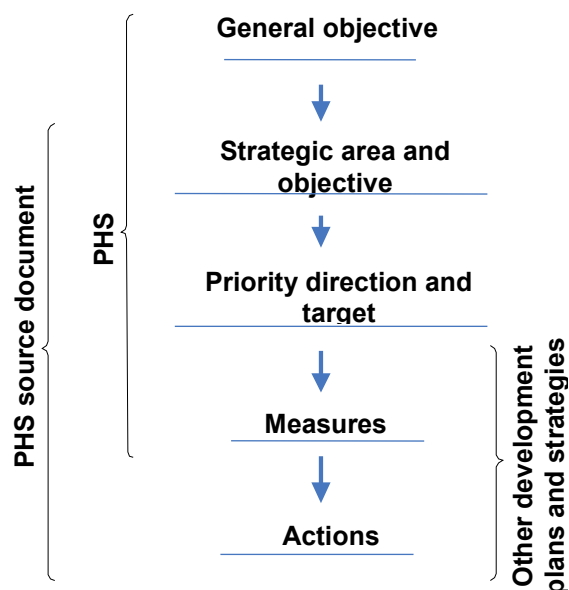 General objective
Strategic area and
objective
Priority direction and
target
Measures
Actions
PHS
PHS source document
Other development
plans and strategies